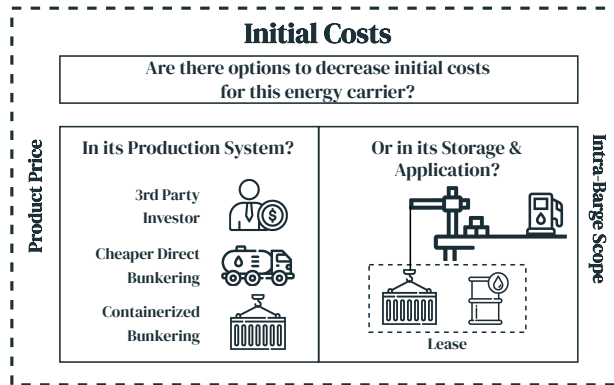 Initial Costs
Are there options to decrease initial costs
for this energy carrier?
Product Price
In its Production System?
3rd Party
Investor
Cheaper Direct
Bunkering
Containerized
Bunkering
Or in its Storage &
Application?
Lease
Intra-Barge Scope